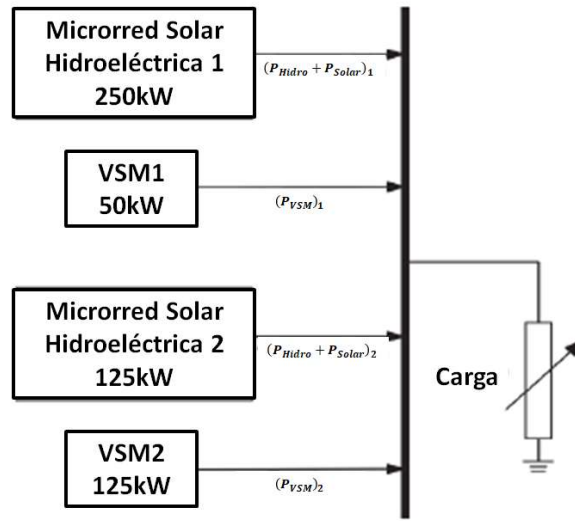 Microrred Solar
Hidroeléctrica 1
250kW
(P_Hidro + P_Solar)_1
VSM1
50kW
(P_VSM)_1
Microrred Solar
Hidroeléctrica 2
125kW
(P_Hidro + P_Solar)_2
Carga
VSM2
125kW
(P_VSM)_2